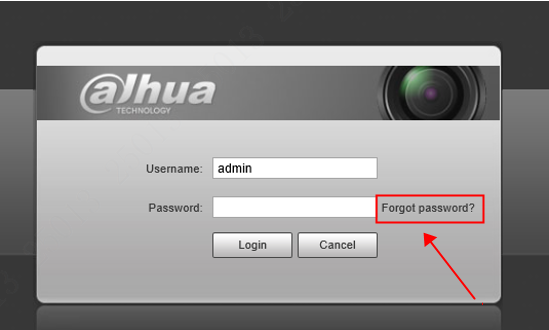 alhua
TECHNOLOGY
Username: admin
Password: Forgot password?
Login Cancel